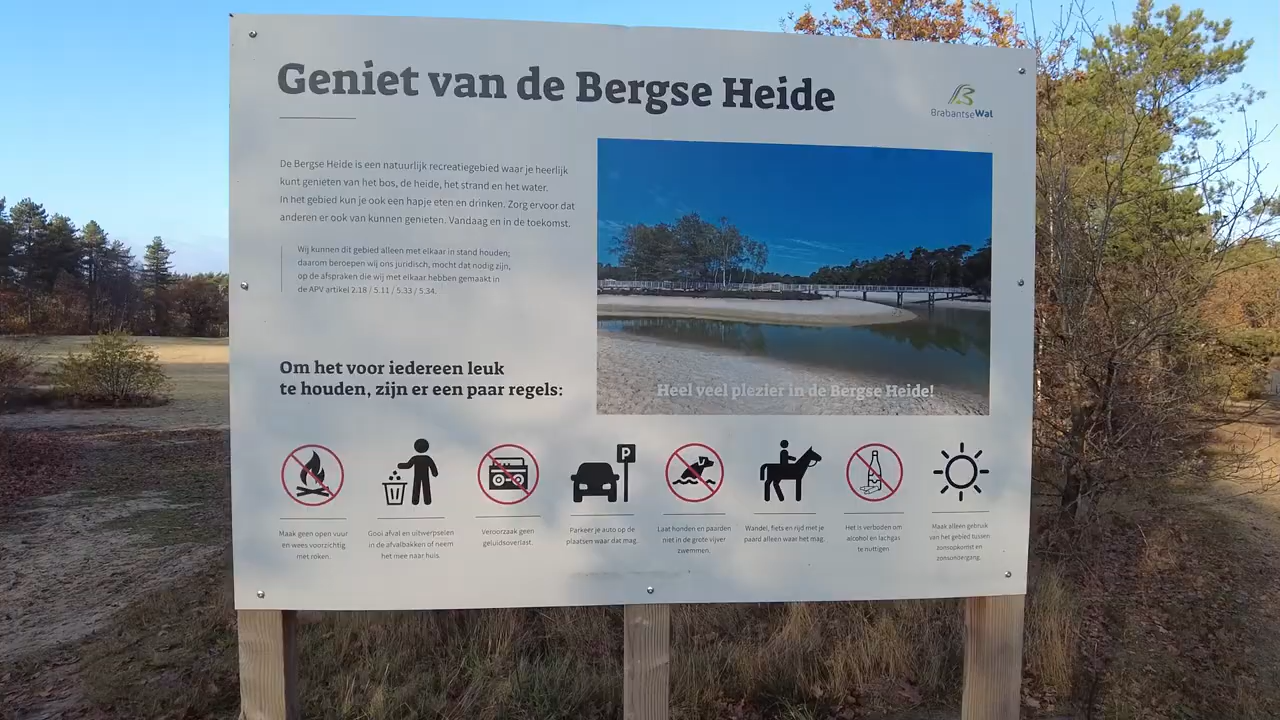 Geniet van de Bergse Heide
BrabantseWal
De Bergse Heide is een natuurlijk recreatiegebied waar je heerlijk
kunt genieten van het bos, de heide, het strand en het water.
In het gebied kun je ook een hapje eten en drinken. Zorg ervoor dat
anderen er ook van kunnen genieten. Vandaag en in de toekomst.
Wij kunnen dit gebied alleen met elkaar in stand houden;
daarom beroepen wij ons juridisch, mocht dat nodig zijn,
op de afspraken die wij met elkaar hebben gemaakt in
de APV artikel 2.18 / 5.11 / 5.33 / 5.34.
Heel veel plezier in de Bergse Heide!
Om het voor iedereen leuk
te houden, zijn er een paar regels:
P
Maak geen open vuur
en wees voorzichtig
met roken.
Gooi afval en uitwerpselen
in de afvalbakken of neem
het mee naar huis.
Veroorzaak geen
geluidsoverlast.
Parkeer je auto op de
plaatsen waar dat mag.
Laat honden en paarden
niet in de grote vijver
zwemmen.
Wandel, fiets en rijd met je
paard alleen waar het mag.
Het is verboden om
alcohol en lachgas
te nuttigen
Maak alleen gebruik
van het gebied tussen
zonsopkomst en
zonsondergang.